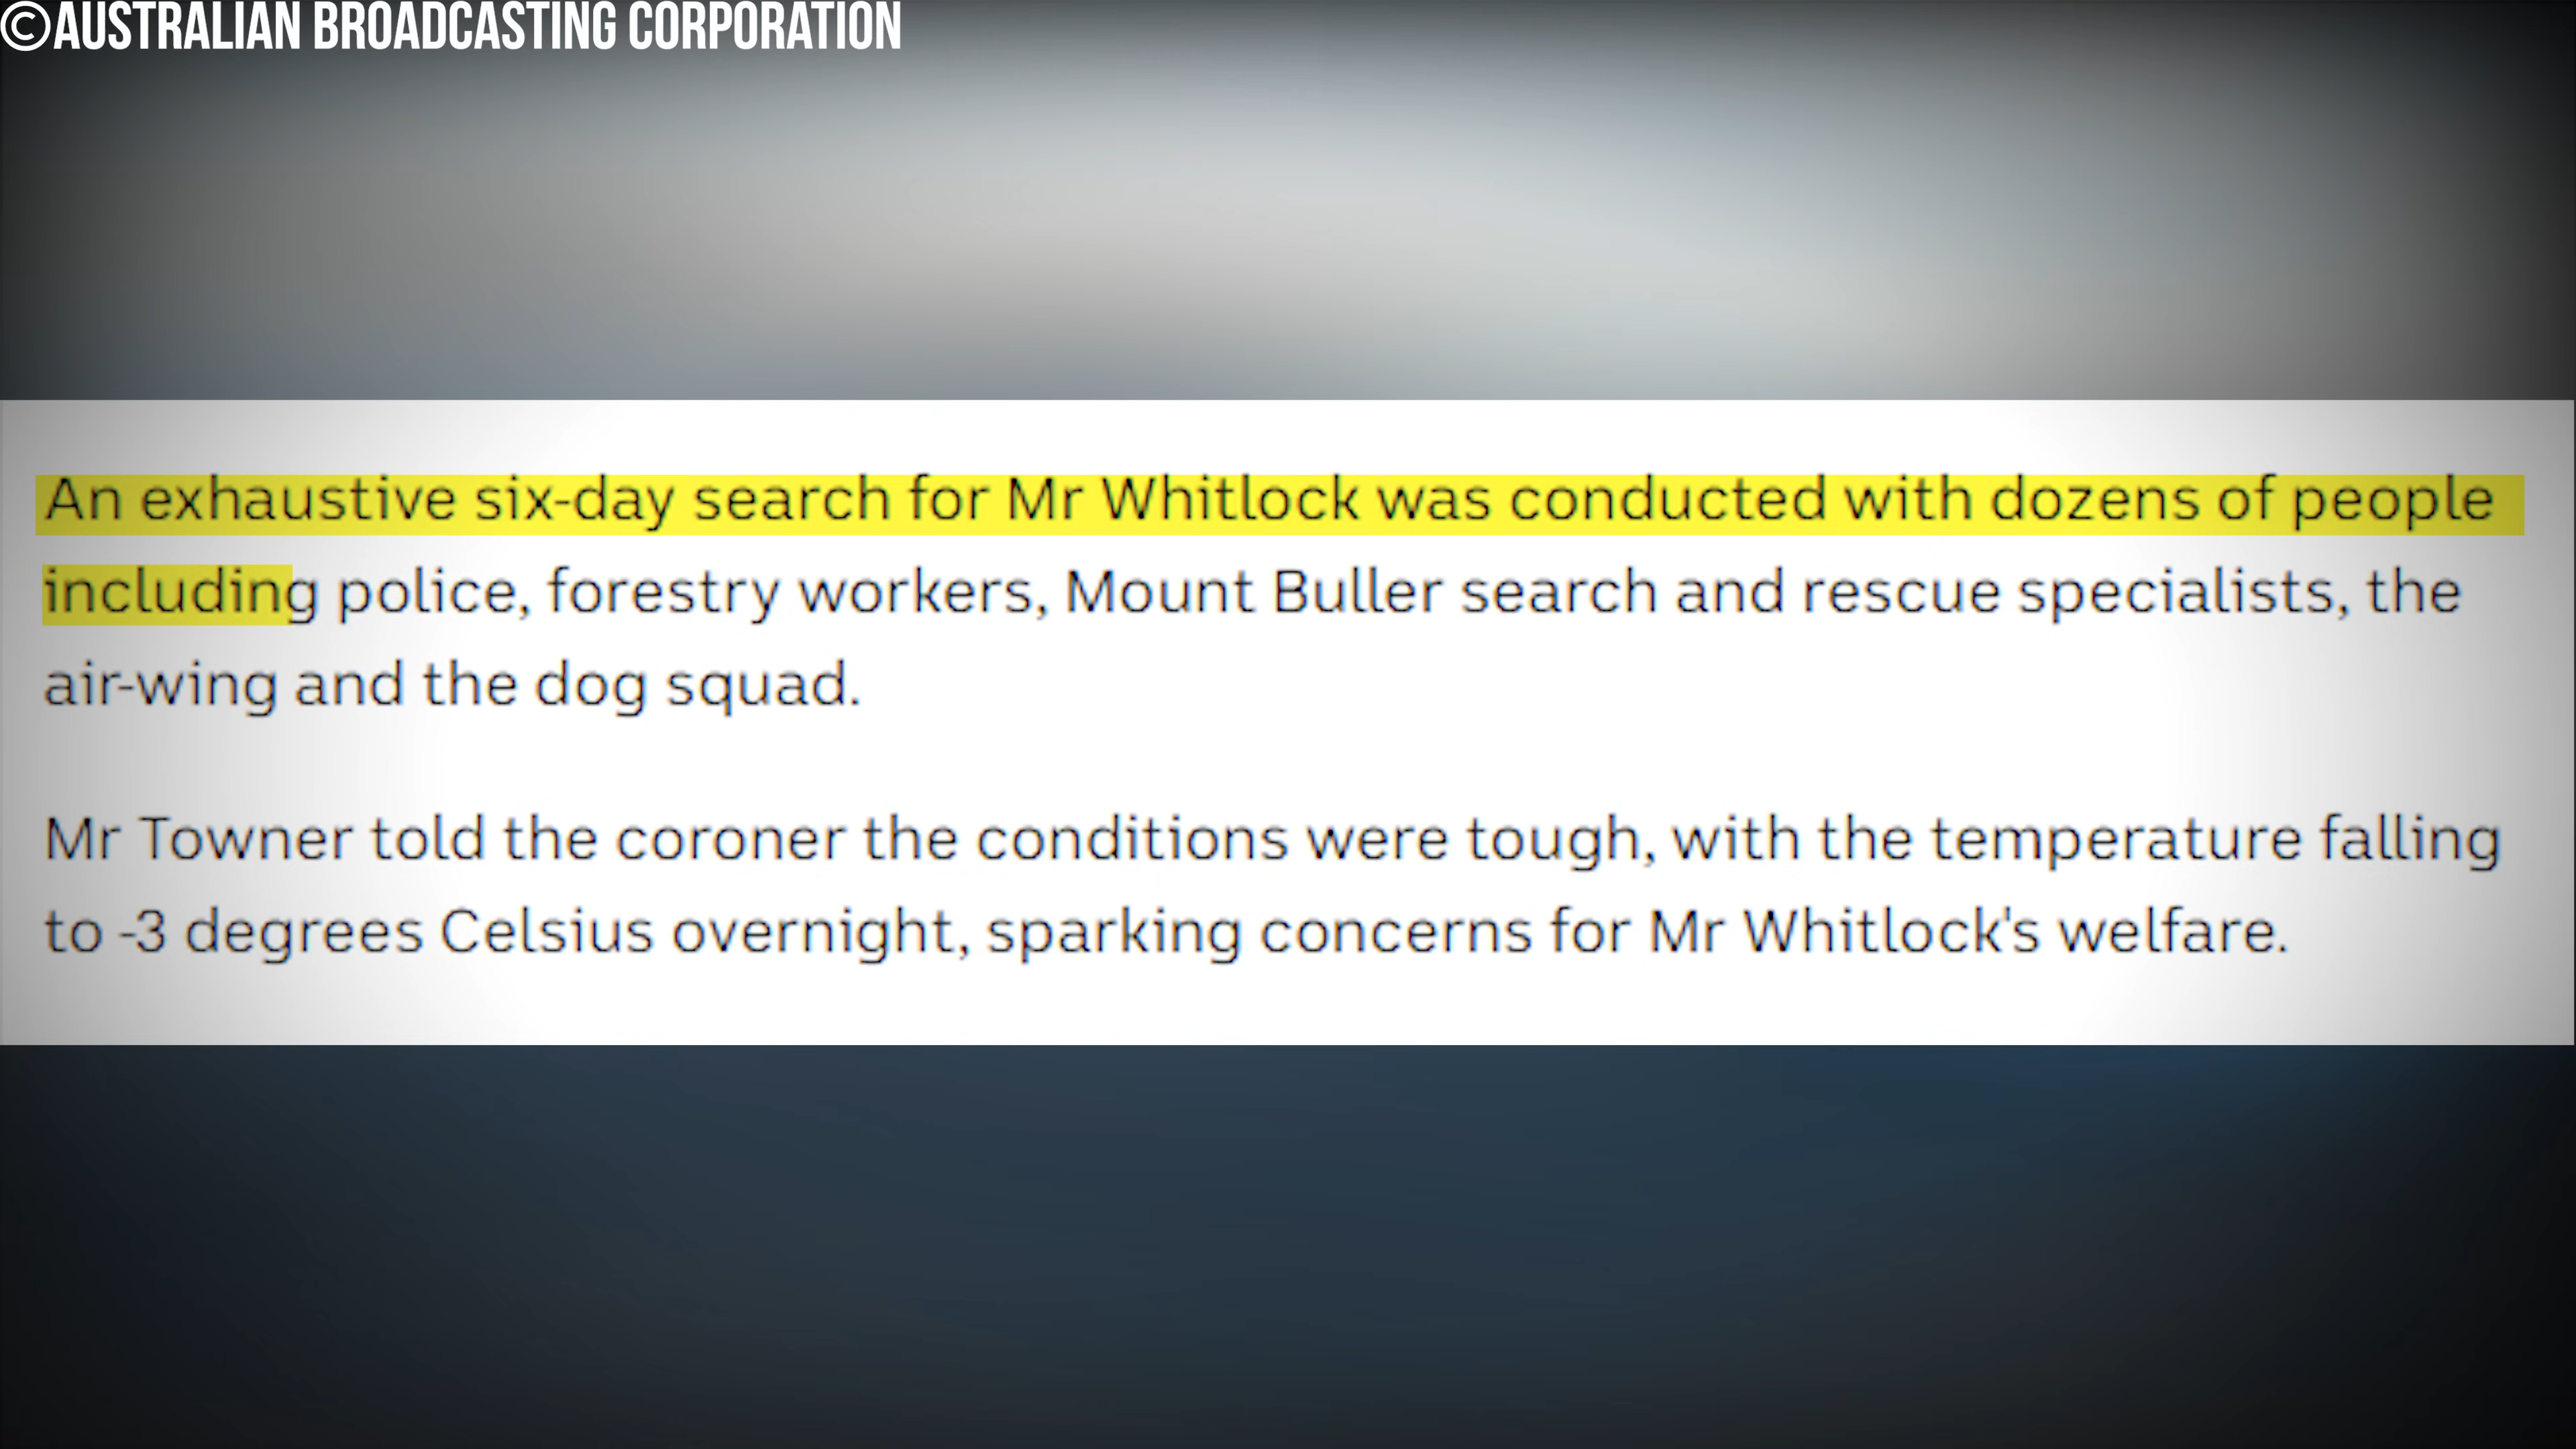 ©AUSTRALIAN BROADCASTING CORPORATION
An exhaustive six-day search for Mr Whitlock was conducted with dozens of people
including police, forestry workers, Mount Buller search and rescue specialists, the
air-wing and the dog squad.
Mr Towner told the coroner the conditions were tough, with the temperature falling
to -3 degrees Celsius overnight, sparking concerns for Mr Whitlock's welfare.